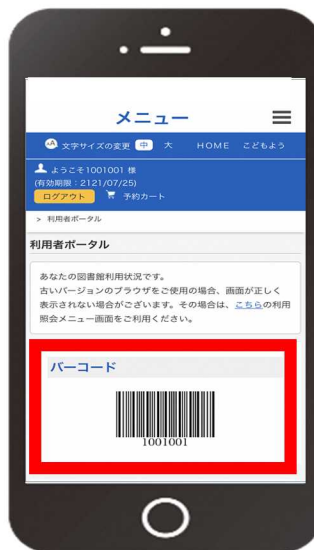 メニュー
A 文字サイズの変更 中 大 HOME こどもよう
ようこそ1001001 様
(有効期限：2121/07/25)
ログアウト 予約カート
> 利用者ポータル
利用者ポータル
あなたの図書館利用状況です。
古いバージョンのブラウザをご使用の場合、画面が正しく
表示されない場合がございます。その場合は、こちらの利用
照会メニュー画面をご利用ください。
バーコード
1001001